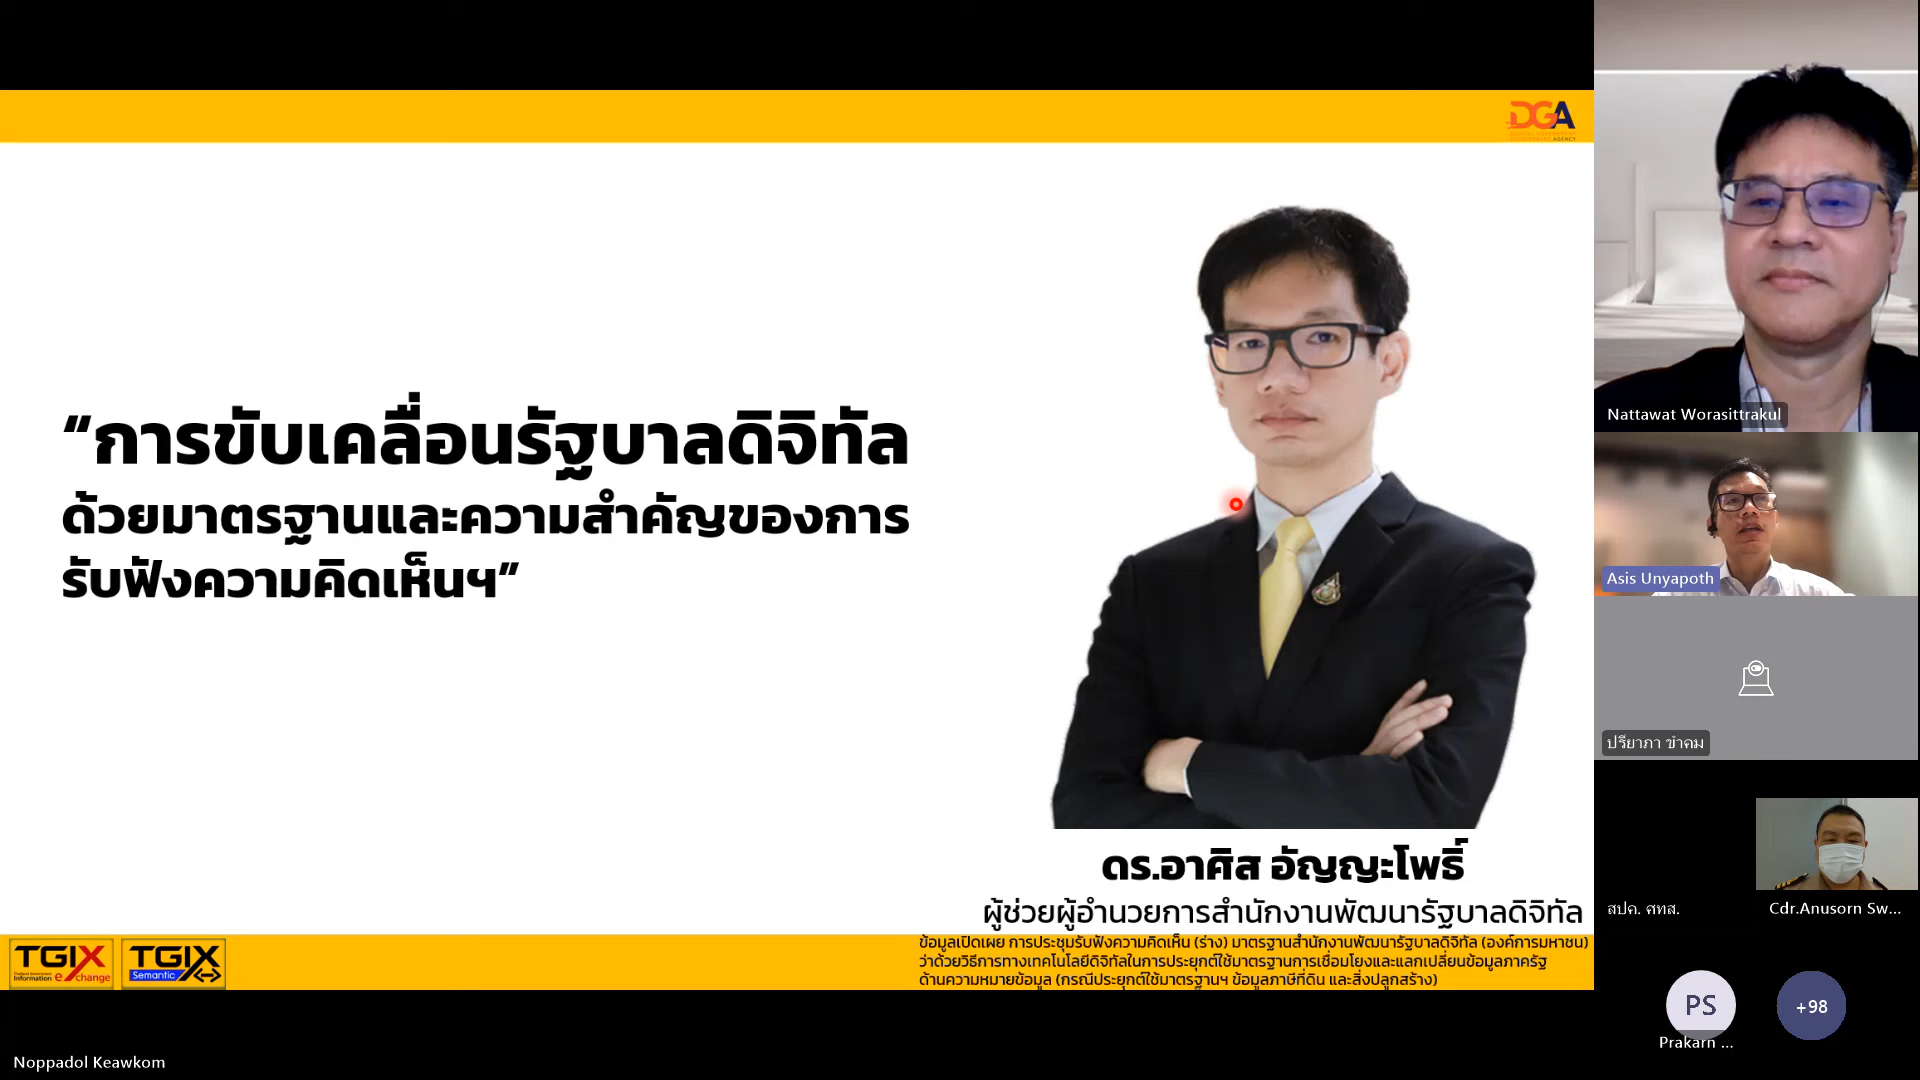 DGA
AGENCY
“การขับเคลื่อนรัฐบาลดิจิทัล
ด้วยมาตรฐานและความสำคัญของการ
รับฟังความคิดเห็นฯ”
ดร.อาศิส อัญญะโพธิ์
ผู้ช่วยผู้อำนวยการสำนักงานพัฒนารัฐบาลดิจิทัล
TGIX
Information exchange
TGIX
Semantic
ข้อมูลเปิดเผย การประชุมรับฟังความคิดเห็น (ร่าง) มาตรฐานสำนักงานพัฒนารัฐบาลดิจิทัล (องค์การมหาชน)
ว่าด้วยวิธีการทางเทคโนโลยีดิจิทัลในการประยุกต์ใช้มาตรฐานการเชื่อมโยงและแลกเปลี่ยนข้อมูลภาครัฐ
ด้านความหมายข้อมูล (กรณีประยุกต์ใช้มาตรฐานฯ ข้อมูลภาษีที่ดิน และสิ่งปลูกสร้าง)
Noppadol Keawkom
Nattawat Worasittrakul
Asis Unyapoth
ปรียาภา ขำคม
สปค. ศทส.
Cdr.Anusorn Sw...
PS
Prakarn ...
+98